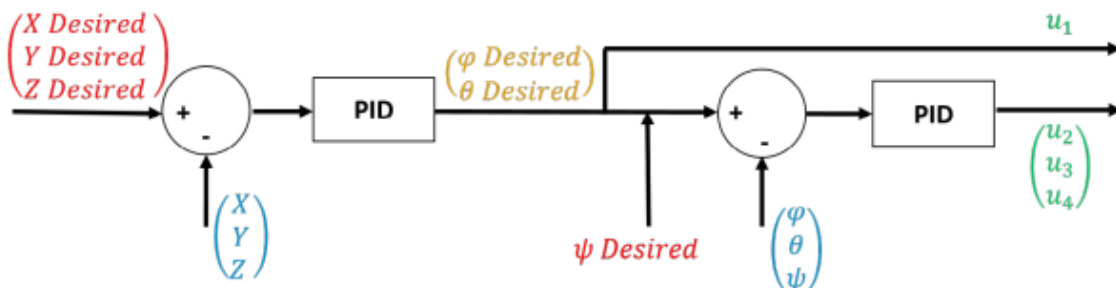 X Desired
Y Desired
Z Desired
+
-
X
Y
Z
PID
φ Desired
θ Desired
ψ Desired
+
-
φ
θ
ψ
PID
u₁
u₂
u₃
u₄